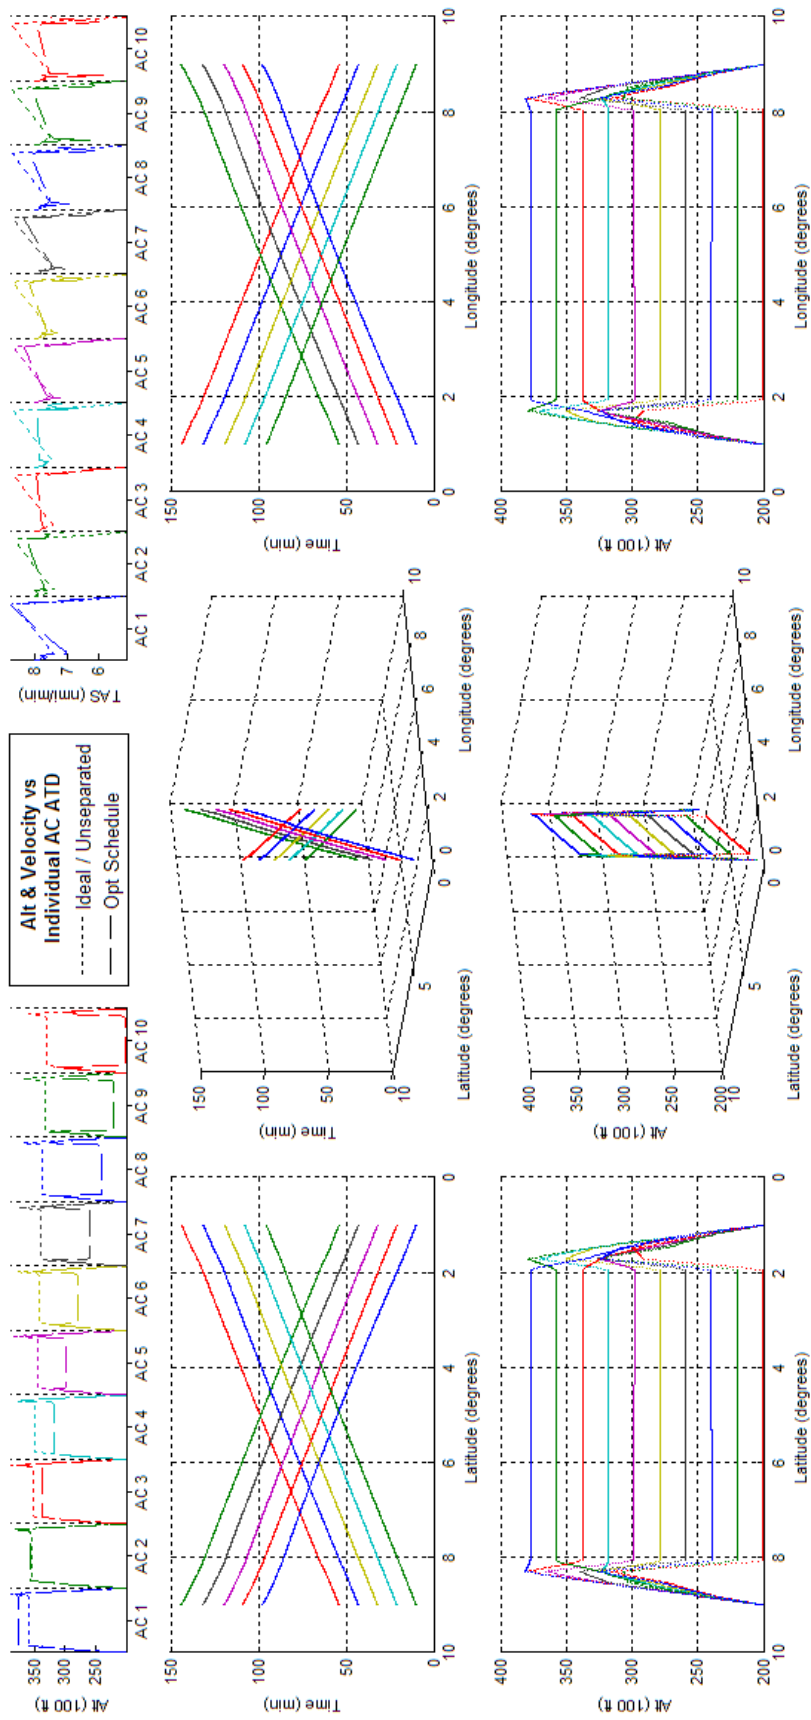 Alt (100 ft)
350
300
250
AC 1 AC 2 AC 3 AC 4 AC 5 AC 6 AC 7 AC 8 AC 9 AC 10
Alt & Velocity vs
Individual AC ATD
Ideal / Unseparated
Opt Schedule
TAS (nmi/min)
8
7
6
AC 1 AC 2 AC 3 AC 4 AC 5 AC 6 AC 7 AC 8 AC 9 AC 10
Time (min)
150
100
50
0
10 8 6 4 2 0
Latitude (degrees)
Time (min)
150
100
50
0
10 5 0
Latitude (degrees)
0 2 4 6 8 10
Longitude (degrees)
Time (min)
150
100
50
0
0 2 4 6 8 10
Longitude (degrees)
Alt (100 ft)
400
350
300
250
200
10 8 6 4 2 0
Latitude (degrees)
Alt (100 ft)
400
350
300
250
200
10 5 0
Latitude (degrees)
0 2 4 6 8 10
Longitude (degrees)
Alt (100 ft)
400
350
300
250
200
0 2 4 6 8 10
Longitude (degrees)